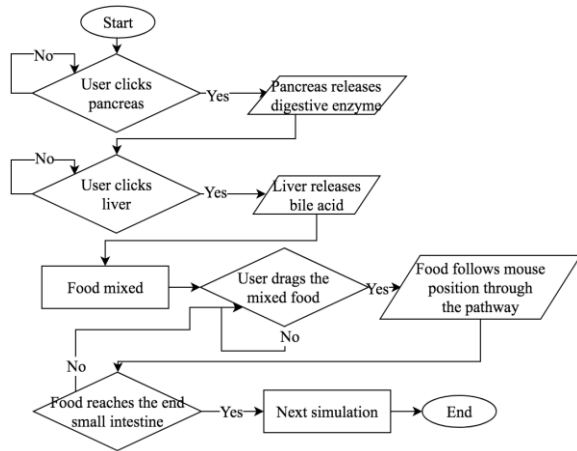 Start
No
User clicks
pancreas
Yes
Pancreas releases
digestive enzyme
No
User clicks
liver
Yes
Liver releases
bile acid
Food mixed
User drags the
mixed food
Yes
Food follows mouse
position through
the pathway
No
No
Food reaches the end
small intestine
Yes
Next simulation
End